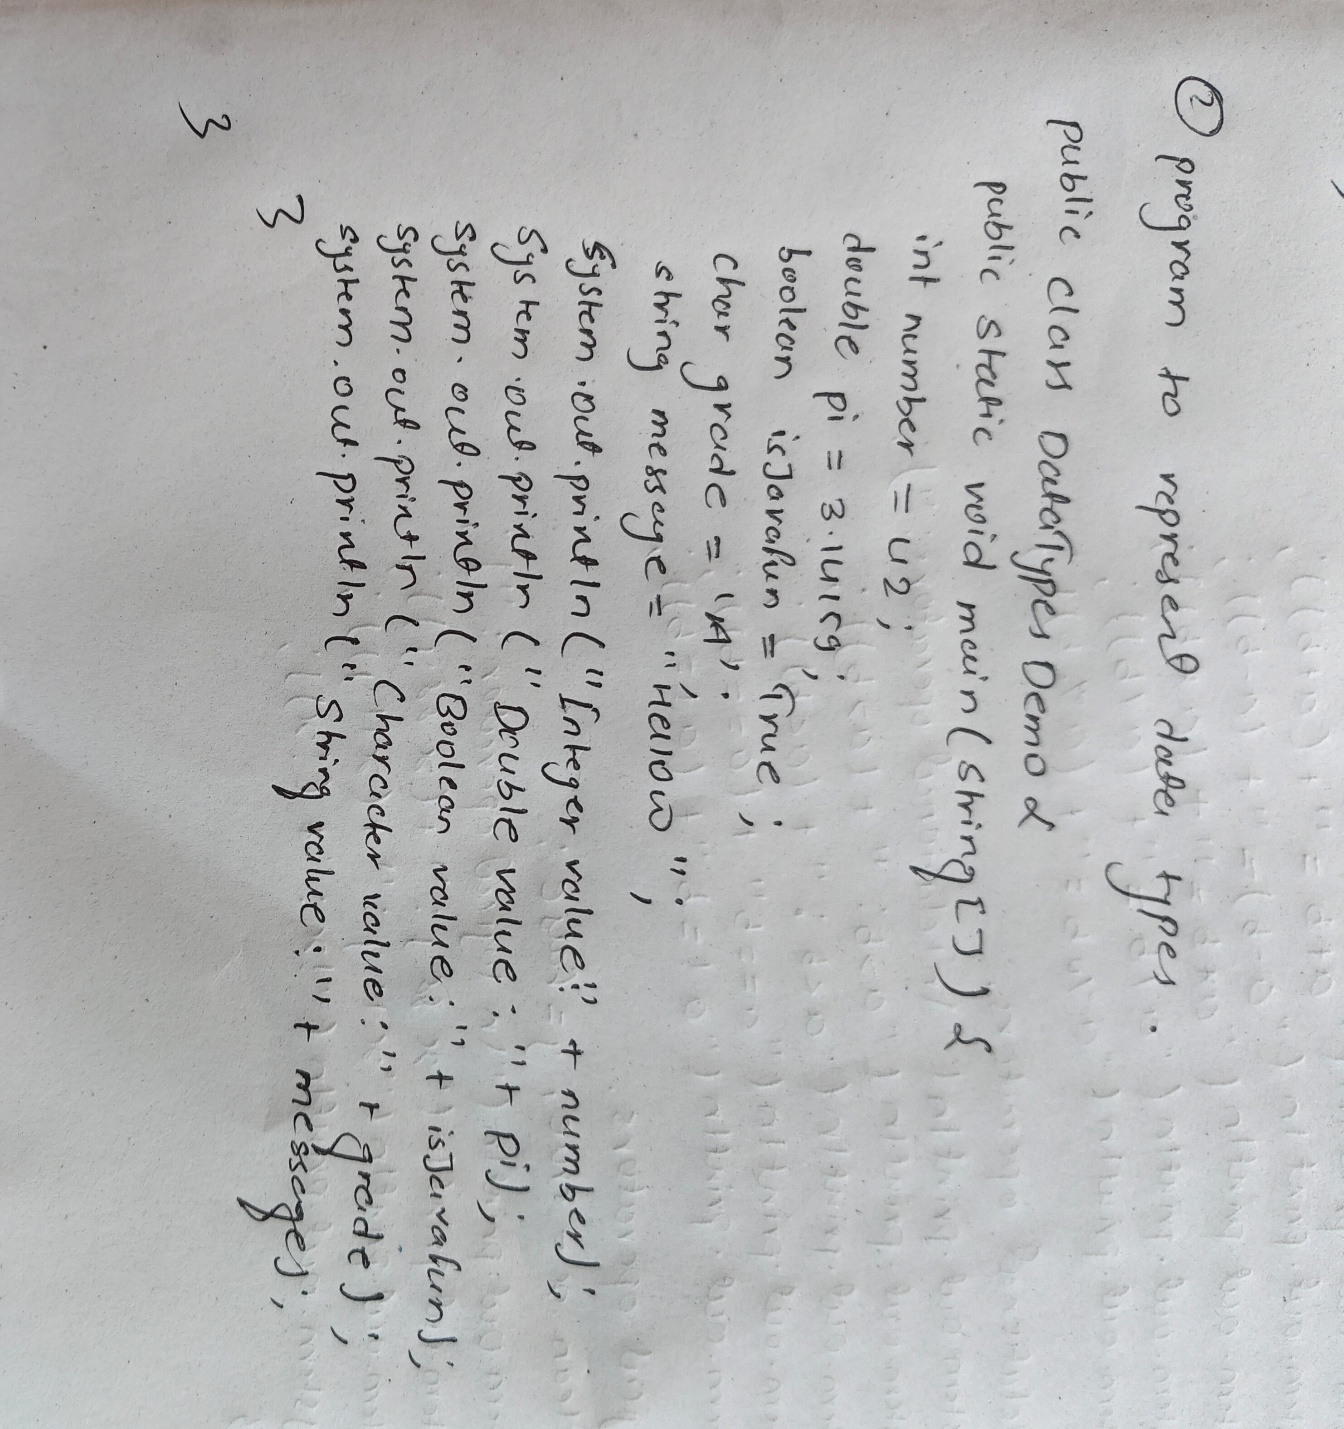 ② program to represent data types.
public class DataTypesDemo {
public static void main(string[]) {
int number = 42;
double pi = 3.14159;
boolean isJavafun = True;
char grade = 'A';
string message = "Hellow";
System.out.println("Integer value:" + number);
System.out.println("Double value:" + pi);
System.out.println("Boolean value:" + isJavafun);
System.out.println("Character value:" + grade);
system.out.println("String value:" + message);
}
}